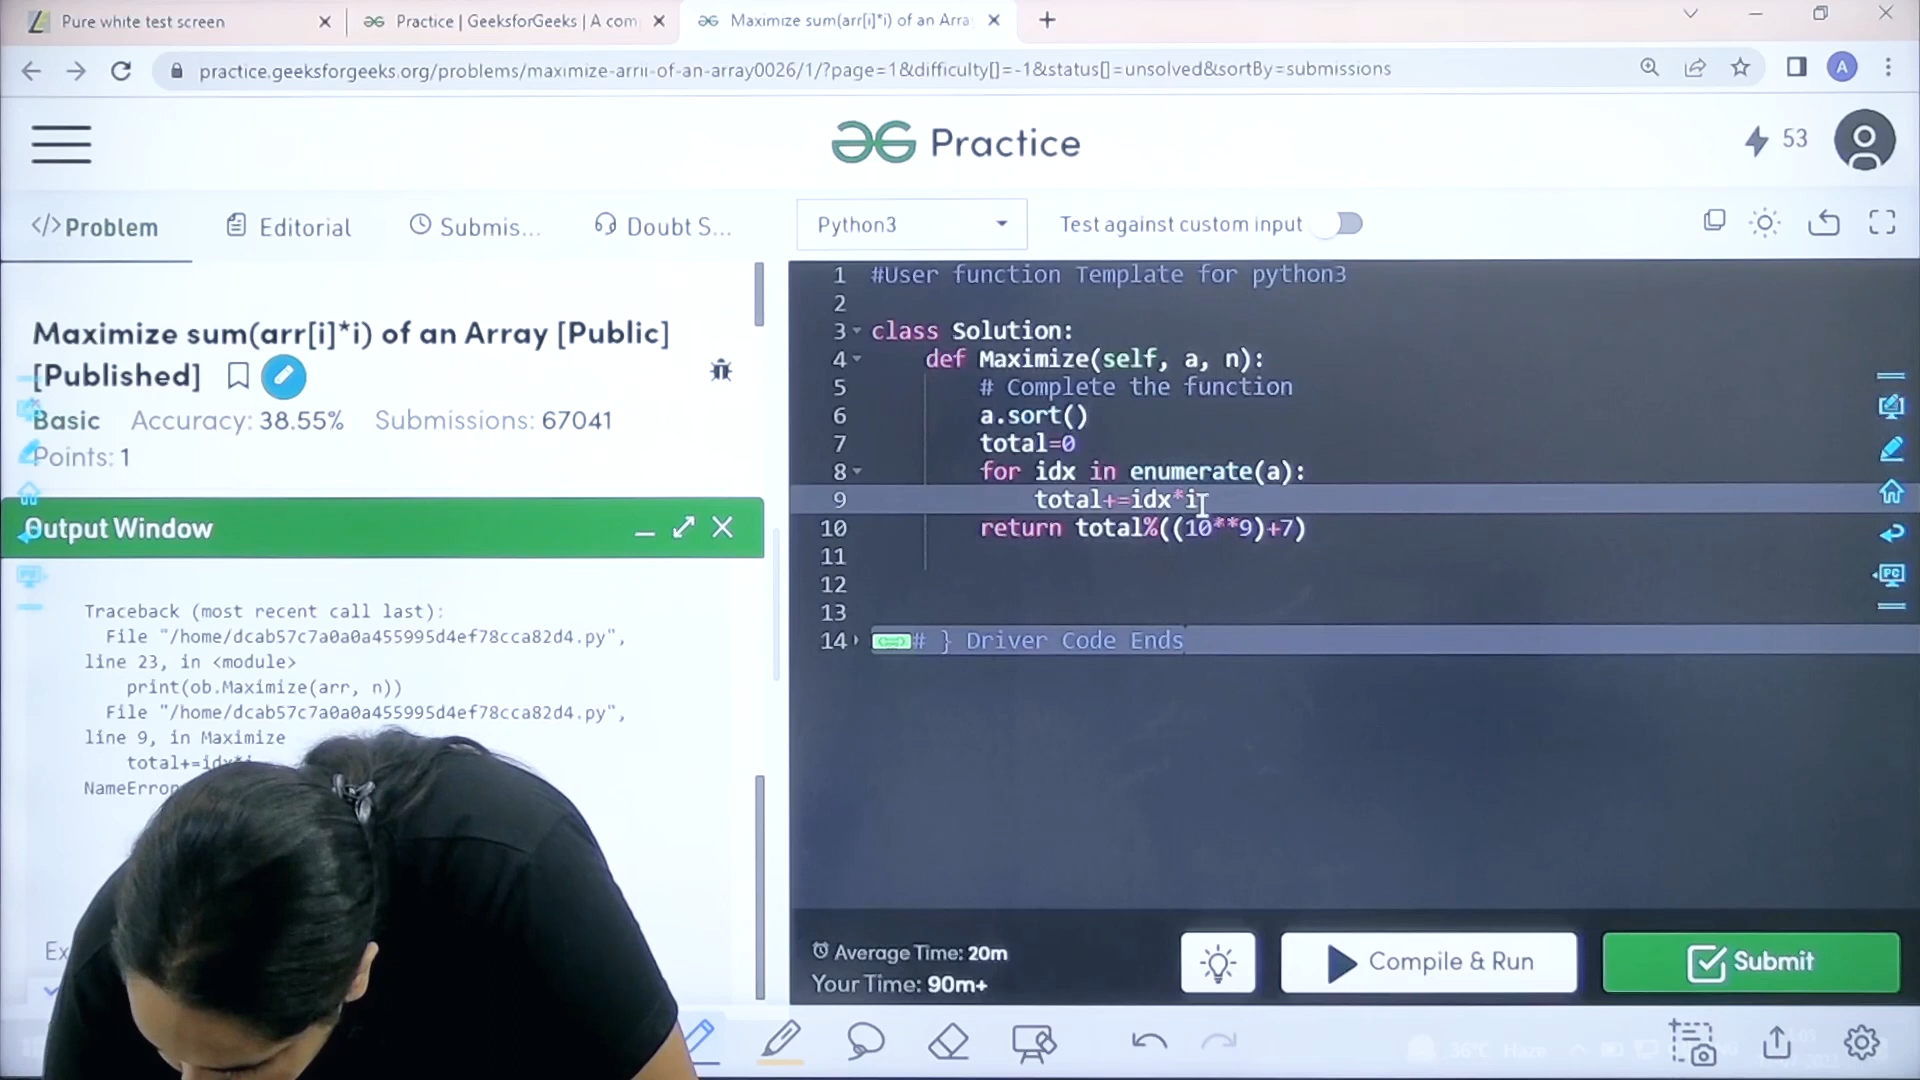 Pure white test screen
Practice | GeeksforGeeks | A com
Maximize sum(arr[i]*i) of an Arra
practice.geeksforgeeks.org/problems/maximize-arrii-of-an-array0026/1/?page=1&difficulty[]=-1&status[]=unsolved&sortBy=submissions
A
Practice
53
</> Problem
Editorial
Submis...
Doubt S...
Python3
Test against custom input
Maximize sum(arr[i]*i) of an Array [Public]
[Published]
Basic Accuracy: 38.55% Submissions: 67041
Points: 1
Output Window
Traceback (most recent call last):
File "/home/dcab57c7a0a0a455995d4ef78cca82d4.py",
line 23, in <module>
print(ob.Maximize(arr, n))
File "/home/dcab57c7a0a0a455995d4ef78cca82d4.py",
line 9, in Maximize
total+=idx*i
NameError
Ex
1 #User function Template for python3
2
3 class Solution:
4 def Maximize(self, a, n):
5 # Complete the function
6 a.sort()
7 total=0
8 for idx in enumerate(a):
9 total+=idx*i
10 return total%((10**9)+7)
11
12
13
14 # } Driver Code Ends
PC
Average Time: 20m
Your Time: 90m+
Compile & Run
Submit
36°C Haze